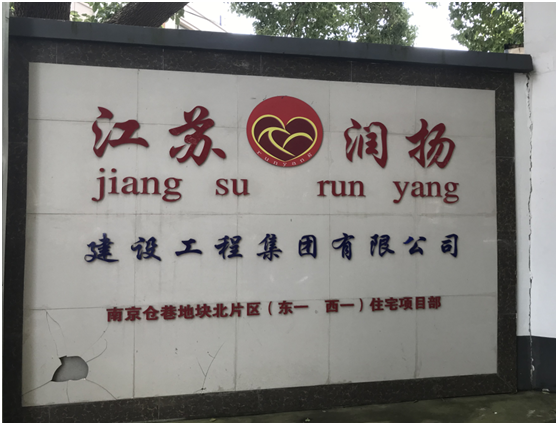 江苏 润扬
jiang su run yang
建设工程集团有限公司
南京仓巷地块北片区（东一、西一）住宅项目部